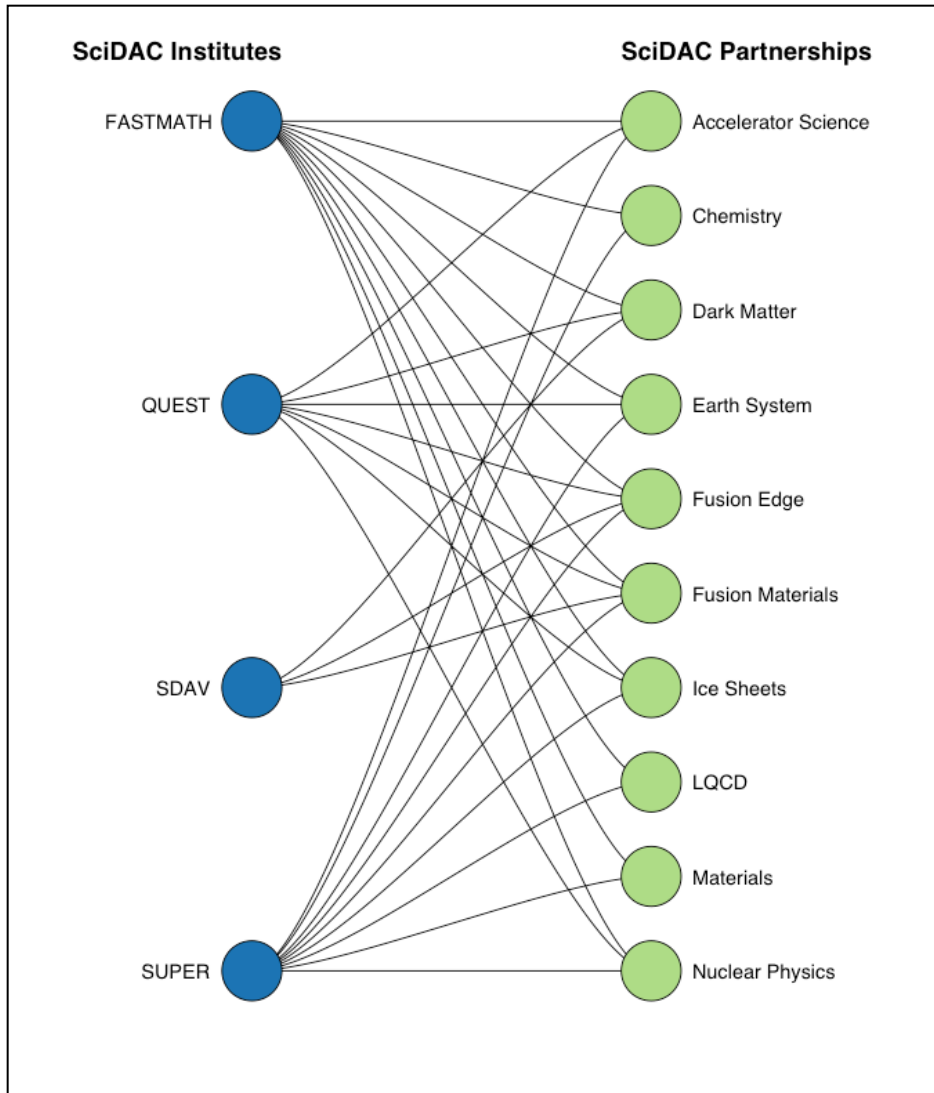 SciDAC Institutes
SciDAC Partnerships
FASTMATH
QUEST
SDAV
SUPER
Accelerator Science
Chemistry
Dark Matter
Earth System
Fusion Edge
Fusion Materials
Ice Sheets
LQCD
Materials
Nuclear Physics